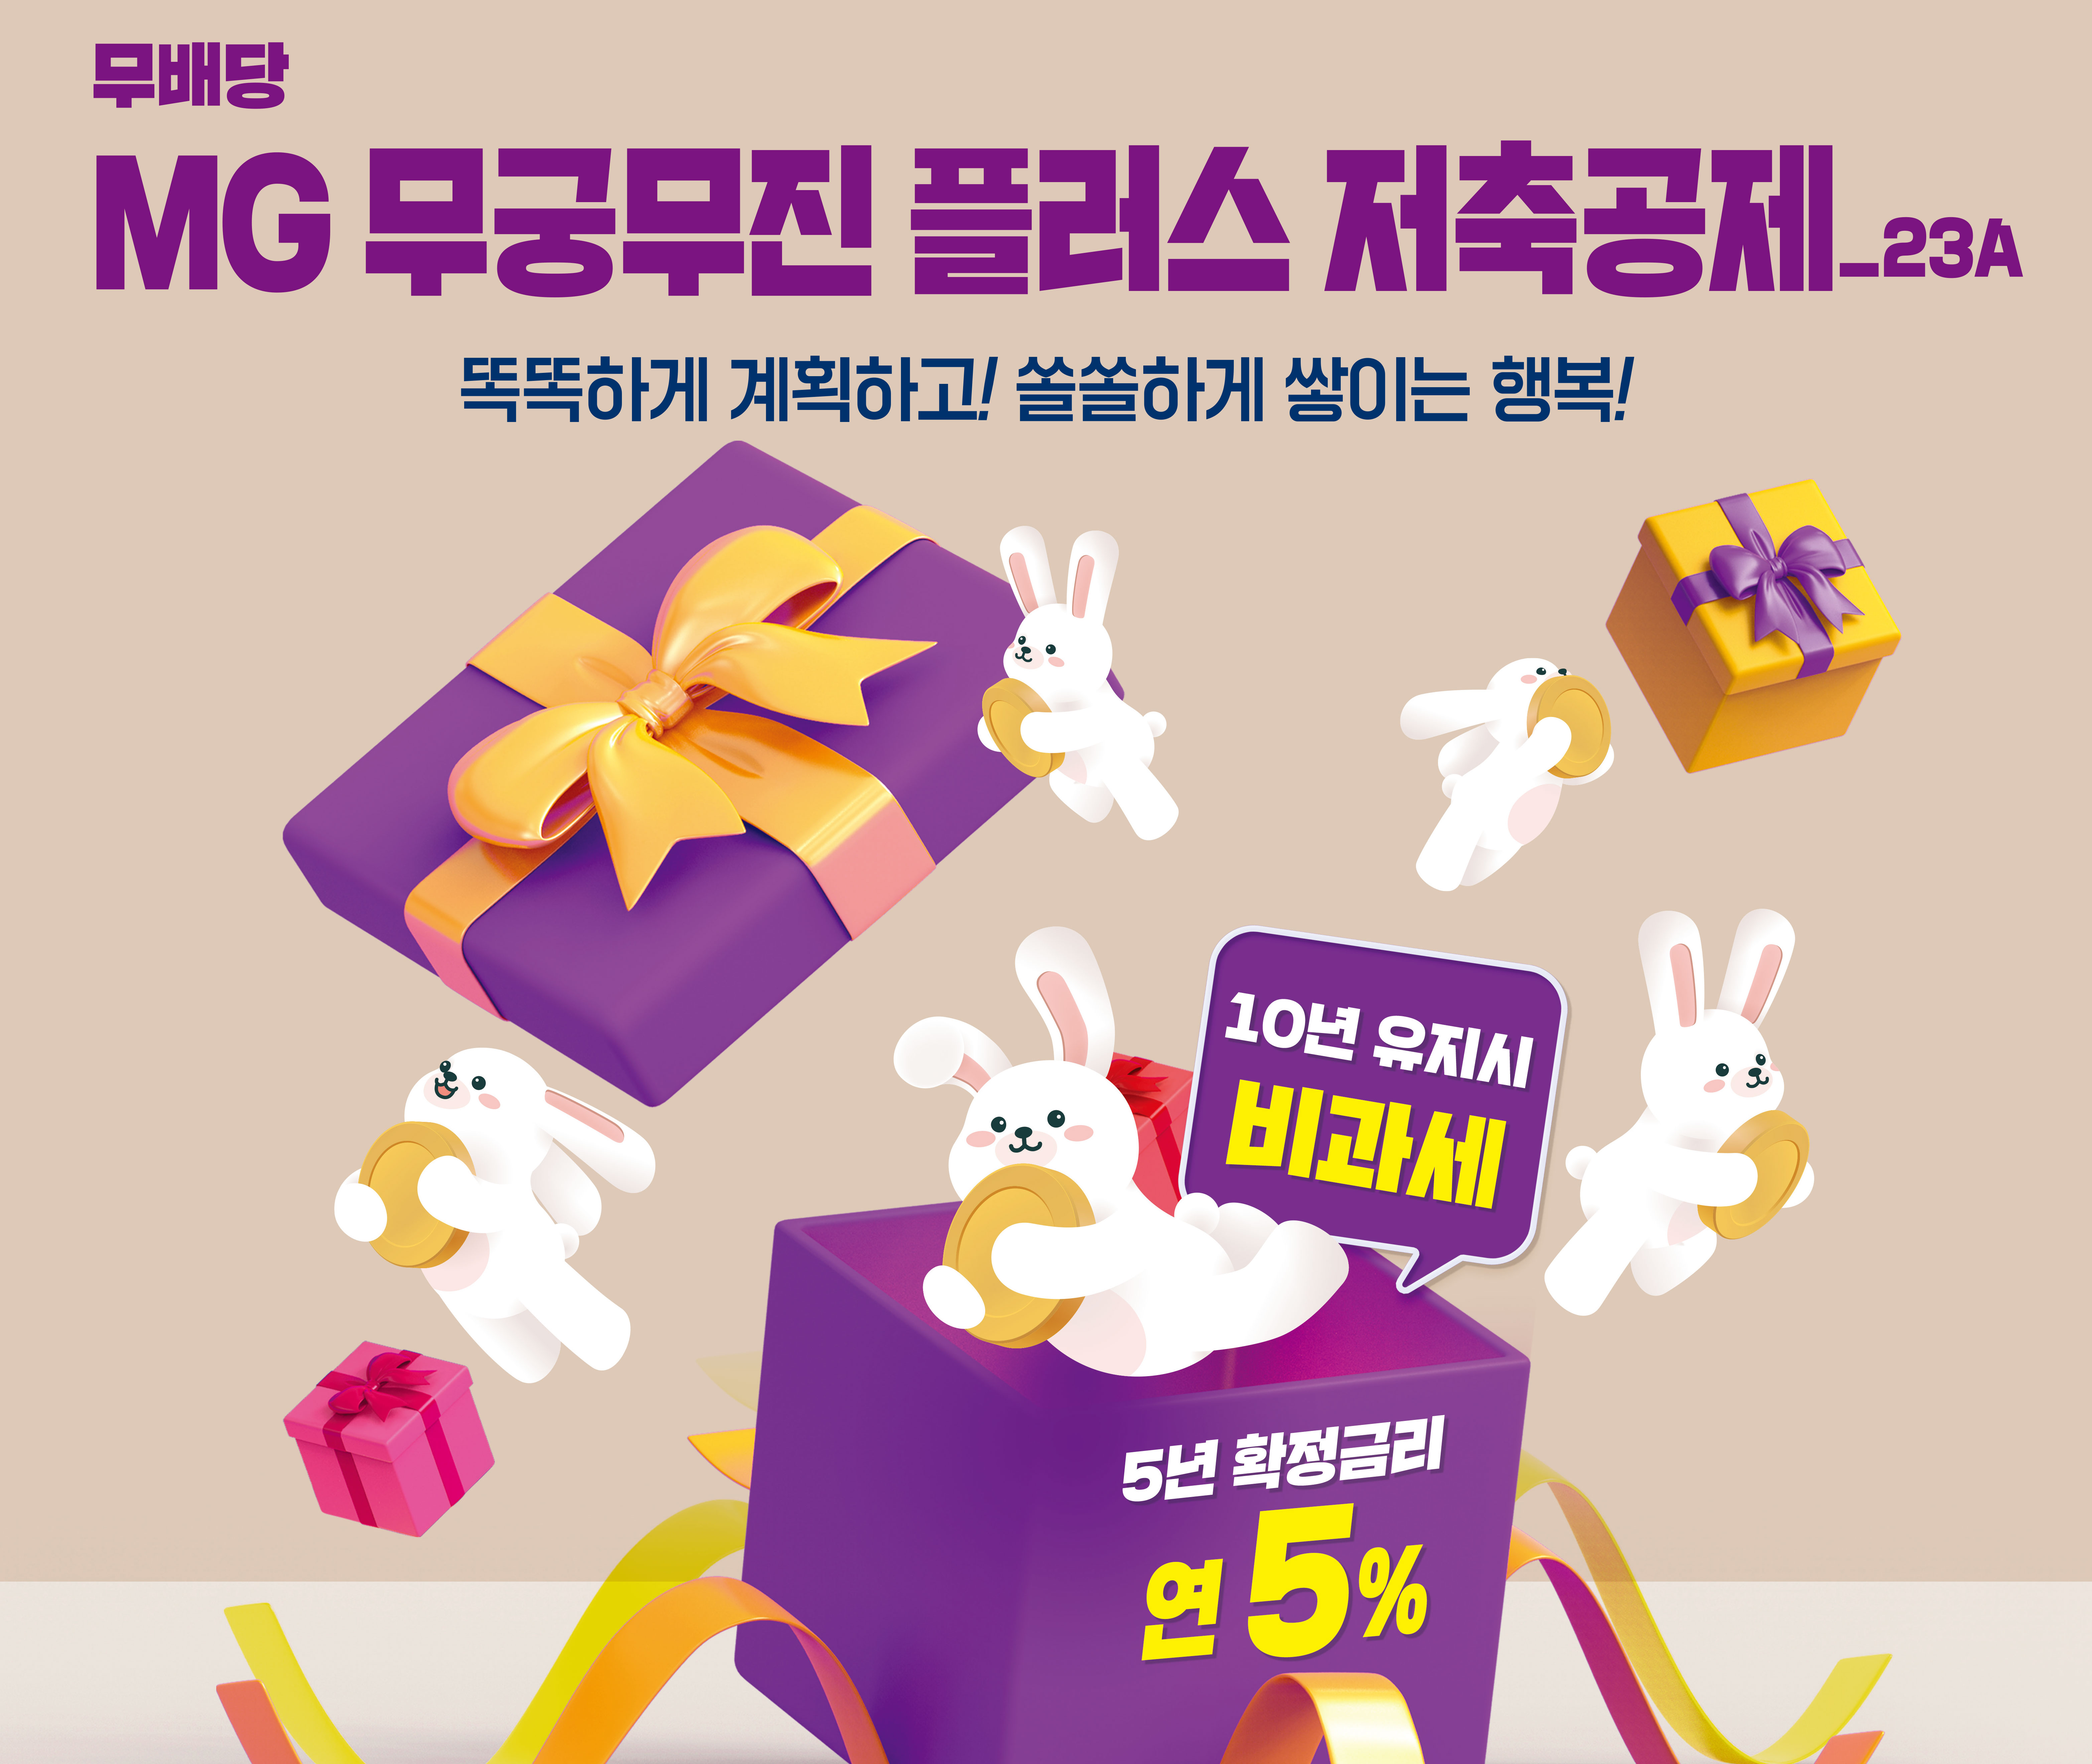 무배당
MG 무궁무진 플러스 저축공제_23A
똑똑하게 계획하고! 쏠쏠하게 쌓이는 행복!
10년 유지시
비과세
5년 확정금리
연 5%